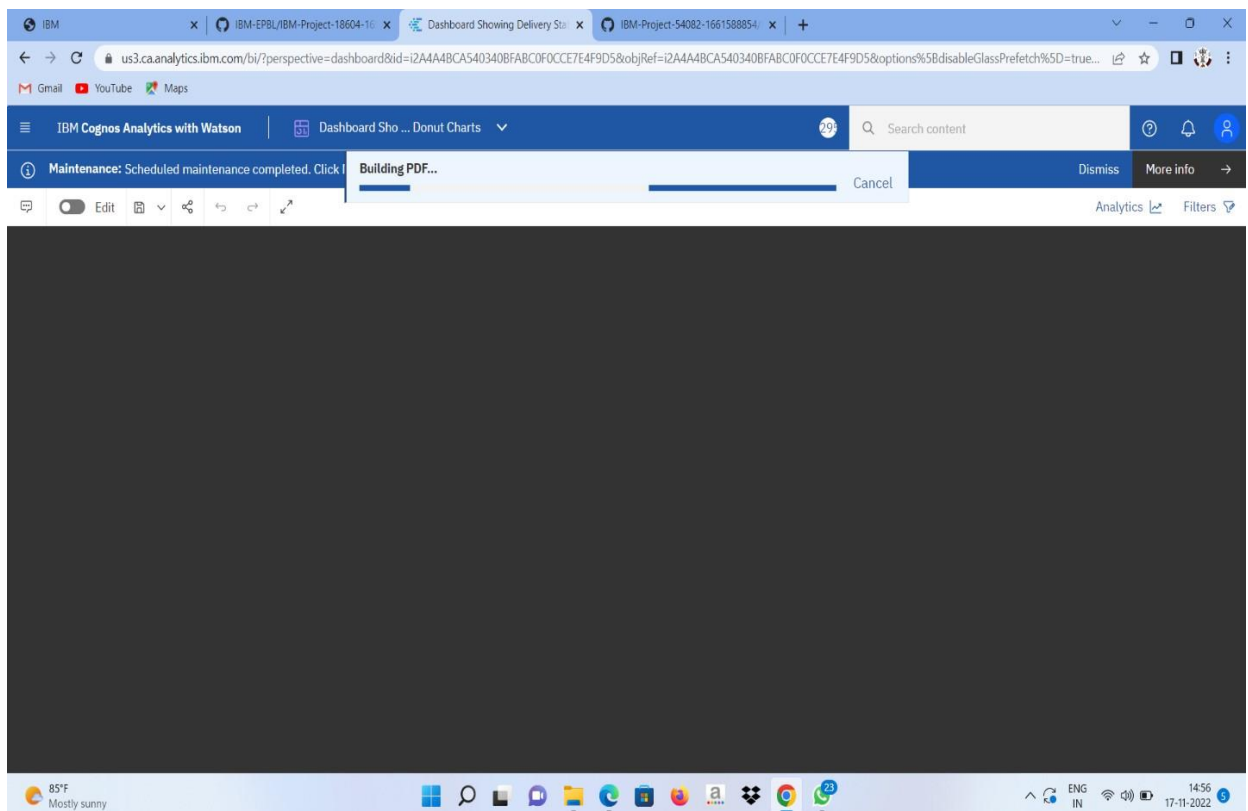 IBM
IBM-EPBL/IBM-Project-18604-16
Dashboard Showing Delivery Sta
IBM-Project-54082-1661588854/
us3.ca.analytics.ibm.com/bi/?perspective=dashboard&id=i2A4A4BCA540340BFABC0F0CCE7E4F9D5&objRef=i2A4A4BCA540340BFABC0F0CCE7E4F9D5&options%5BdisableGlassPrefetch%5D=true...
Gmail YouTube Maps
IBM Cognos Analytics with Watson
Dashboard Sho ... Donut Charts
295
Search content
Maintenance: Scheduled maintenance completed. Click
Building PDF...
Cancel
Dismiss
More info
Edit
Analytics
Filters
85°F
Mostly sunny
a
23
ENG
IN
14:56
17-11-2022
5